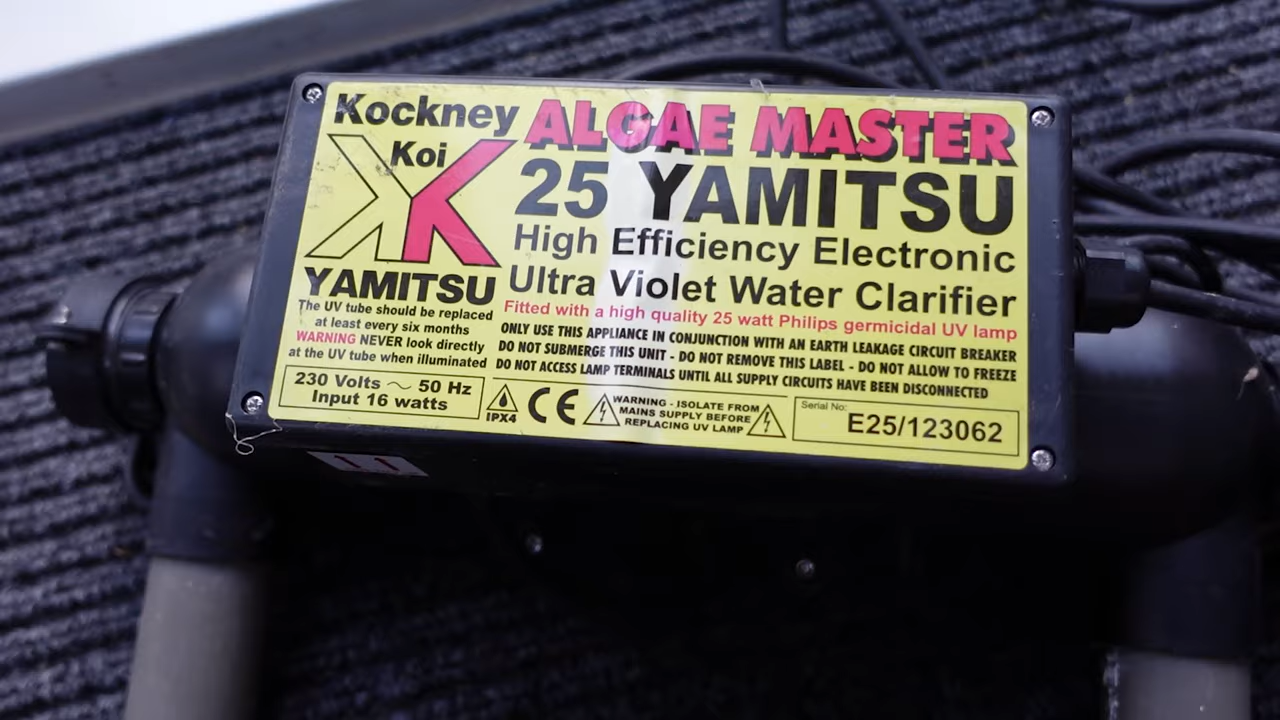 Kockney
Koi
YAMITSU
The UV tube should be replaced
at least every six months
WARNING NEVER look directly
at the UV tube when illuminated
230 Volts ~ 50 Hz
Input 16 watts
ALGAE MASTER
25 YAMITSU
High Efficiency Electronic
Ultra Violet Water Clarifier
Fitted with a high quality 25 watt Philips germicidal UV lamp
ONLY USE THIS APPLIANCE IN CONJUNCTION WITH AN EARTH LEAKAGE CIRCUIT BREAKER
DO NOT SUBMERGE THIS UNIT - DO NOT REMOVE THIS LABEL - DO NOT ALLOW TO FREEZE
DO NOT ACCESS LAMP TERMINALS UNTIL ALL SUPPLY CIRCUITS HAVE BEEN DISCONNECTED
IPX4
CE
WARNING - ISOLATE FROM
MAINS SUPPLY BEFORE
REPLACING UV LAMP
Serial No:
E25/123062